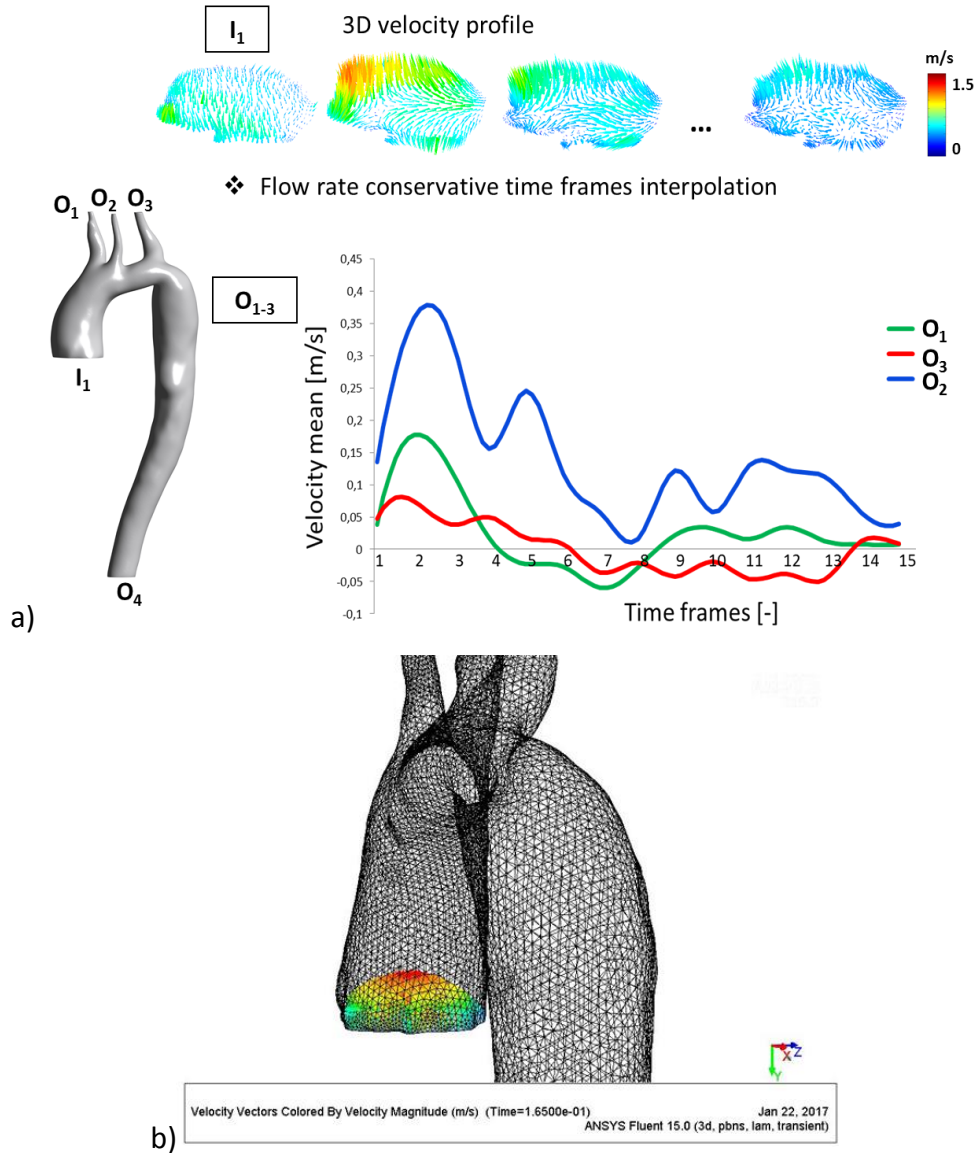 I1
3D velocity profile
m/s
1.5
...
0
❖ Flow rate conservative time frames interpolation
O1 O2 O3
O1-3
I1
O4
a)
0,45
0,4
0,35
0,3
0,25
0,2
0,15
0,1
0,05
0
-0,05
-0,1
Velocity mean [m/s]
O1
O3
O2
1 2 3 4 5 6 7 8 9 10 11 12 13 14 15
Time frames [-]
Z
X
Y
Velocity Vectors Colored By Velocity Magnitude (m/s) (Time=1.6500e-01)
Jan 22, 2017
ANSYS Fluent 15.0 (3d, pbns, lam, transient)
b)